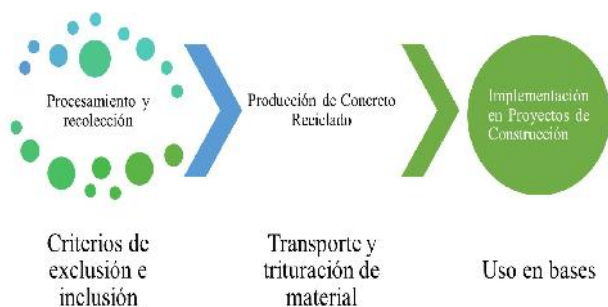 Procesamiento y
recolección
Producción de Concreto
Reciclado
Implementación
en Proyectos de
Construcción
Criterios de
exclusión e
inclusión
Transporte y
trituración de
material
Uso en bases